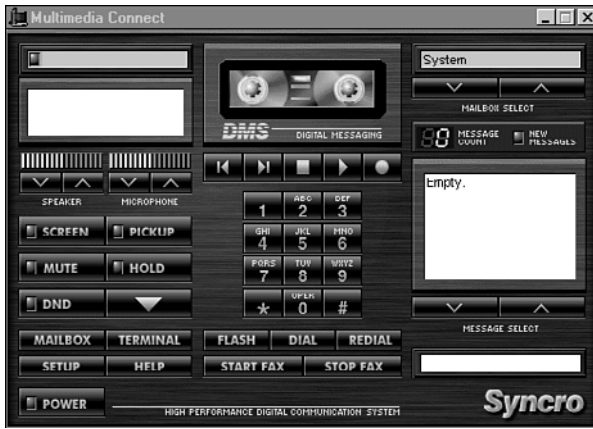 Multimedia Connect
System
MAILBOX SELECT
DMS DIGITAL MESSAGING
0 MESSAGE COUNT NEW MESSAGES
Empty.
SPEAKER MICROPHONE
1 ABC 2 DEF 3
SCREEN PICKUP
GHI 4 JKL 5 MNO 6
MUTE HOLD
PQRS 7 TUV 8 WXYZ 9
DND
* OPER 0 #
MESSAGE SELECT
MAILBOX TERMINAL FLASH DIAL REDIAL
SETUP HELP START FAX STOP FAX
POWER
HIGH PERFORMANCE DIGITAL COMMUNICATION SYSTEM
Syncro